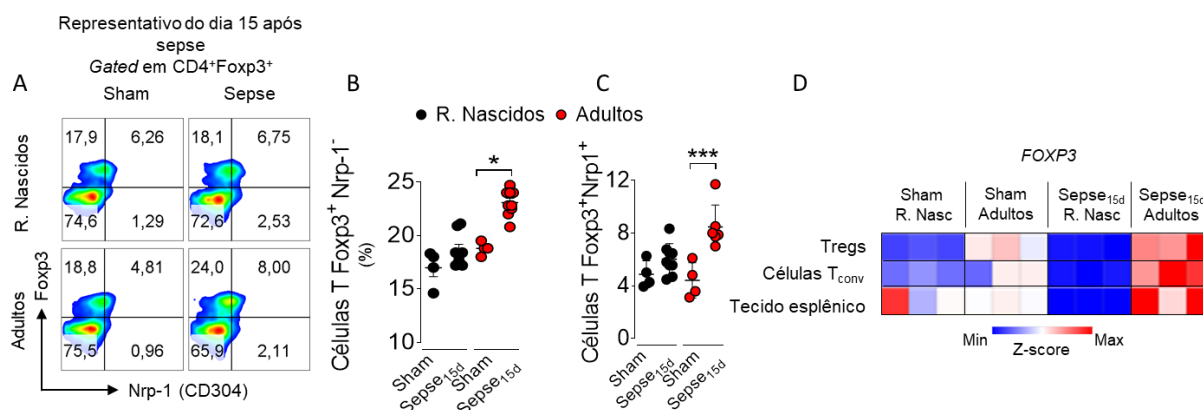 Representativo do dia 15 após
sepse
Gated em CD4+Foxp3+
A
Sham
Sepse
R. Nascidos
17,9
6,26
18,1
6,75
74,6
1,29
72,6
2,53
Adultos
18,8
4,81
24,0
8,00
75,5
0,96
65,9
2,11
Foxp3
Nrp-1 (CD304)
R. Nascidos
Adultos
B
Células T Foxp3+ Nrp-1-
(%)
25
20
15
10
Sham
Sepse15d
Sham
Sepse15d
*
C
Células T Foxp3+Nrp1+
12
8
4
0
Sham
Sepse15d
Sham
Sepse15d
***
D
FOXP3
Sham
R. Nasc
Sham
Adultos
Sepse15d
R. Nasc
Sepse15d
Adultos
Tregs
Células Tconv
Tecido esplênico
Min
Max
Z-score